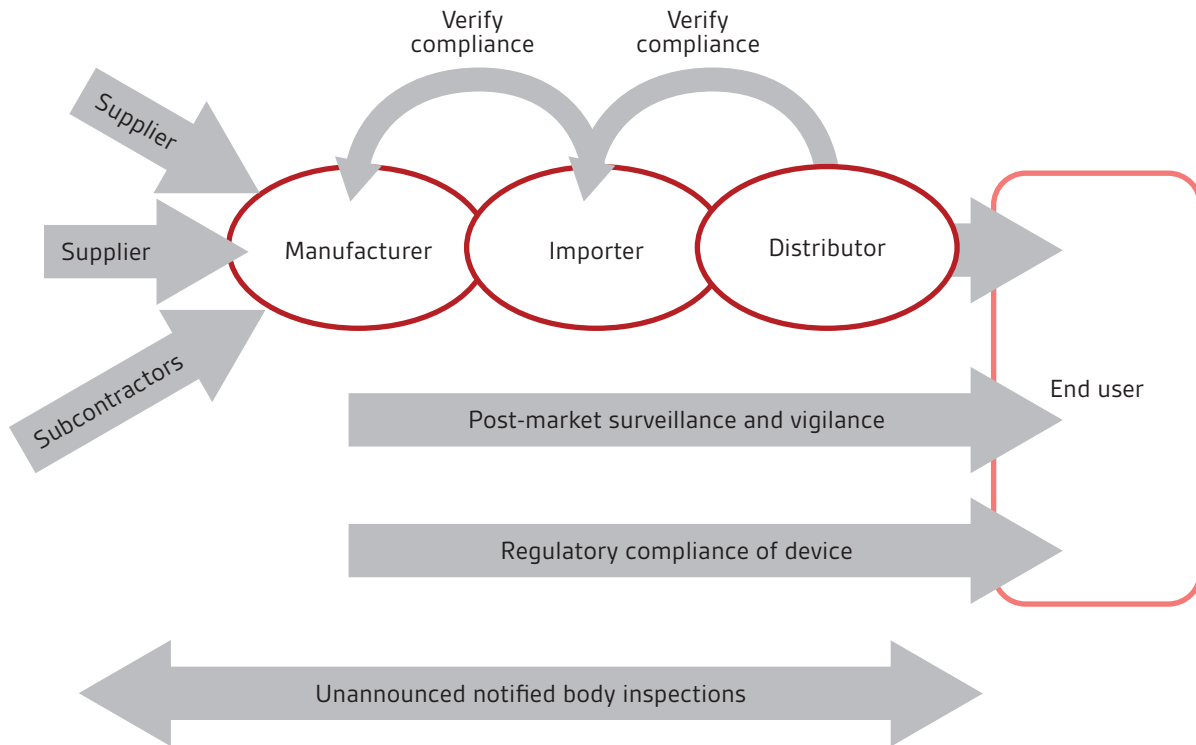 Verify
compliance
Verify
compliance
Supplier
Supplier
Subcontractors
Manufacturer
Importer
Distributor
End user
Post-market surveillance and vigilance
Regulatory compliance of device
Unannounced notified body inspections